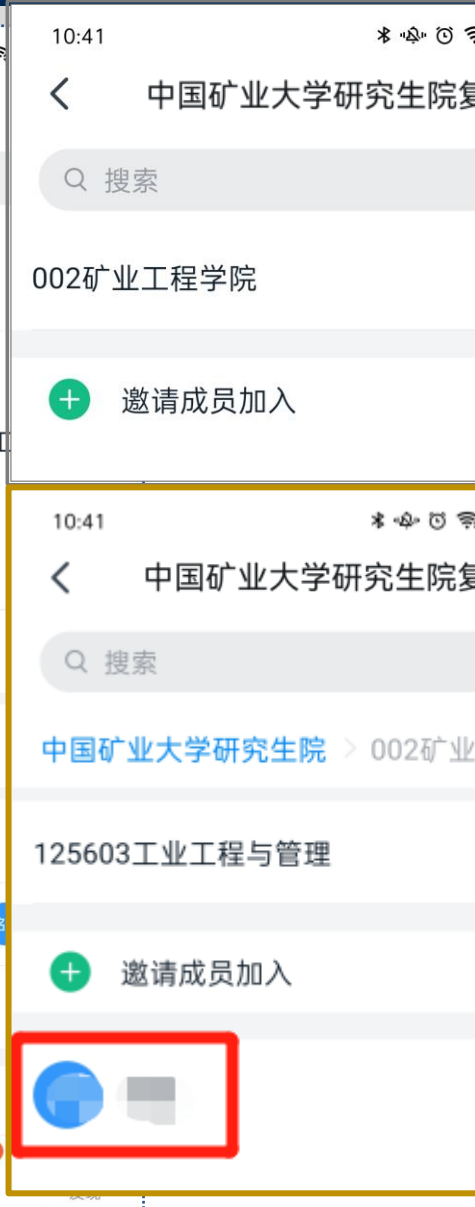 10:41
中国矿业大学研究生院复
搜索
002矿业工程学院
邀请成员加入
10:41
中国矿业大学研究生院复
搜索
中国矿业大学研究生院 > 002矿业
125603工业工程与管理
邀请成员加入